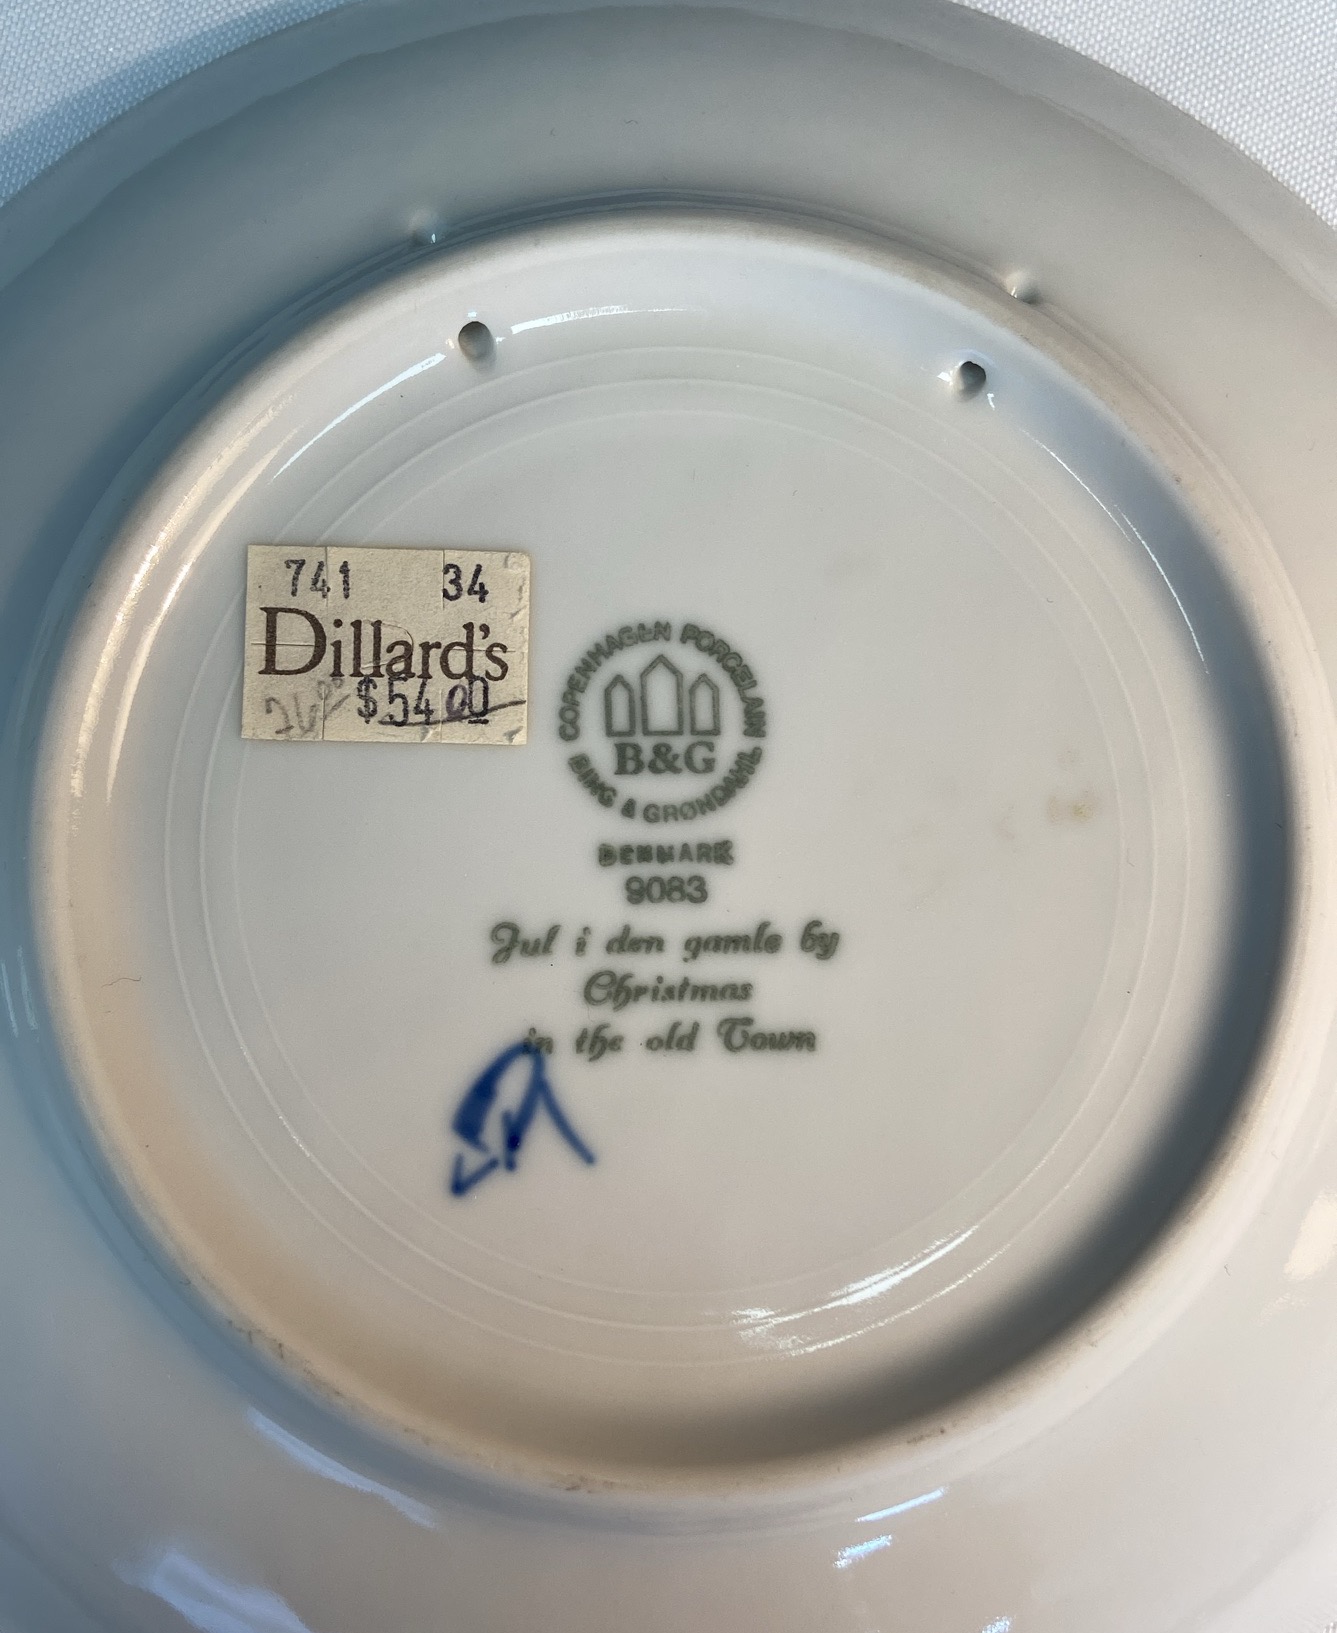 741 34
Dillard's
26⁰⁰ $54.00
COPENHAGEN PORCELAIN
B&G
BING & GRØNDAHL
DENMARK
9083
Jul i den gamle by
Christmas
in the old Town